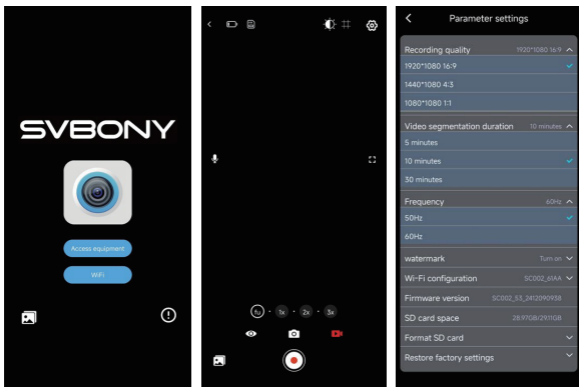 SVBONY
Access equipment
WiFi
1x
2x
3x
Parameter settings
Recording quality 1920*1080 16:9
1920*1080 16:9
1440*1080 4:3
1080*1080 1:1
Video segmentation duration 10 minutes
5 minutes
10 minutes
30 minutes
Frequency 60Hz
50Hz
60Hz
watermark Turn on
Wi-Fi configuration SC002_61AA
Firmware version SC002_S3_2412090938
SD card space 28.97GB/29.11GB
Format SD card
Restore factory settings